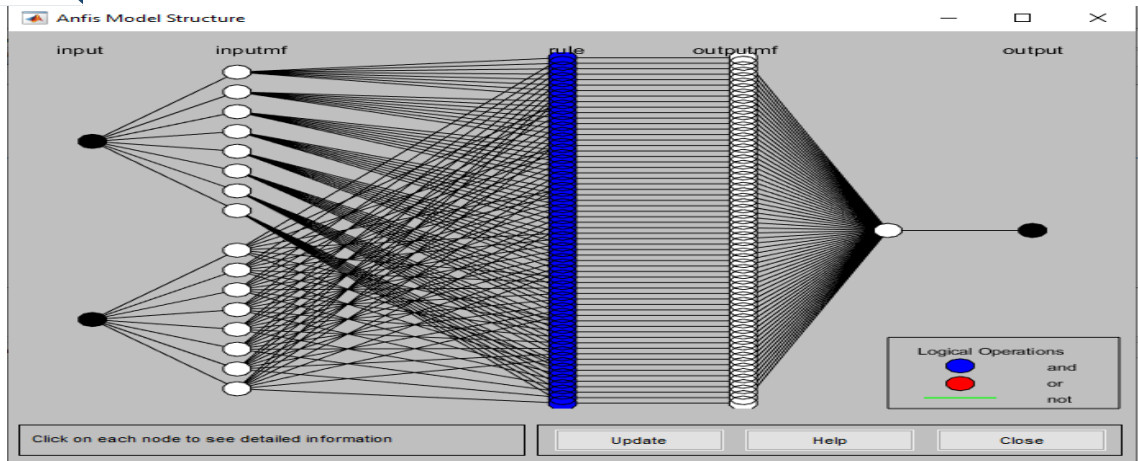 Anfis Model Structure
input inputmf rule outputmf output
Logical Operations
and
or
not
Click on each node to see detailed information
Update Help Close